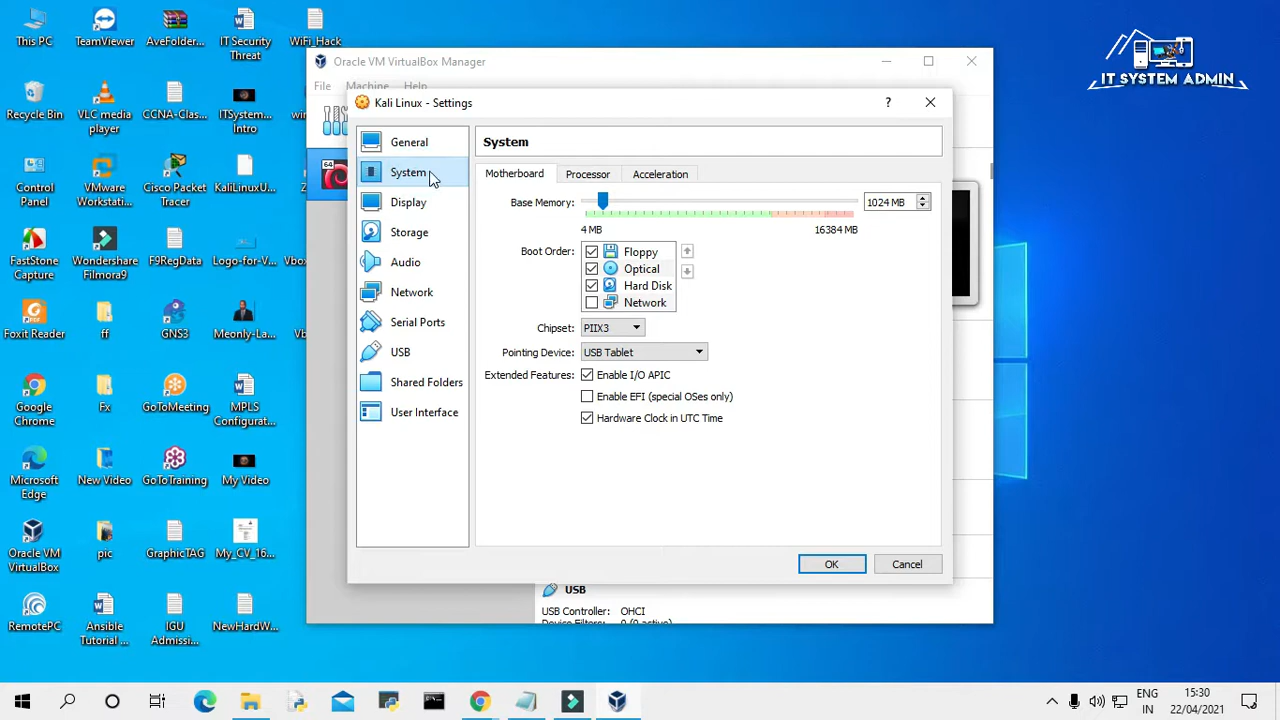 This PC
TeamViewer
AveFolder...
IT Security
Threat
WiFi_Hack
Recycle Bin
VLC media
player
CCNA-Clas...
ITSystem...
Intro
Control
Panel
VMware
Workstati...
Cisco Packet
Tracer
KaliLinuxU...
FastStone
Capture
Wondershare
Filmora9
F9RegData
Logo-for-V...
Foxit Reader
ff
GNS3
Meonly-La...
Google
Chrome
Fx
GoToMeeting
MPLS
Configurat...
Microsoft
Edge
New Video
GoToTraining
My Video
Oracle VM
VirtualBox
pic
GraphicTAG
My_CV_16...
RemotePC
Ansible
Tutorial ...
IGU
Admissi...
NewHardW...
IT SYSTEM ADMIN
Oracle VM VirtualBox Manager
File Machine Help
64
Kali Linux - Settings
?
General
System
Display
Storage
Audio
Network
Serial Ports
USB
Shared Folders
User Interface
System
Motherboard Processor Acceleration
Base Memory: 1024 MB
4 MB 16384 MB
Boot Order: Floppy
Optical
Hard Disk
Network
Chipset: PIIX3
Pointing Device: USB Tablet
Extended Features: Enable I/O APIC
Enable EFI (special OSes only)
Hardware Clock in UTC Time
OK Cancel
USB
USB Controller: OHCI
Device Filters: 0 (0 active)
ENG
IN
15:30
22/04/2021